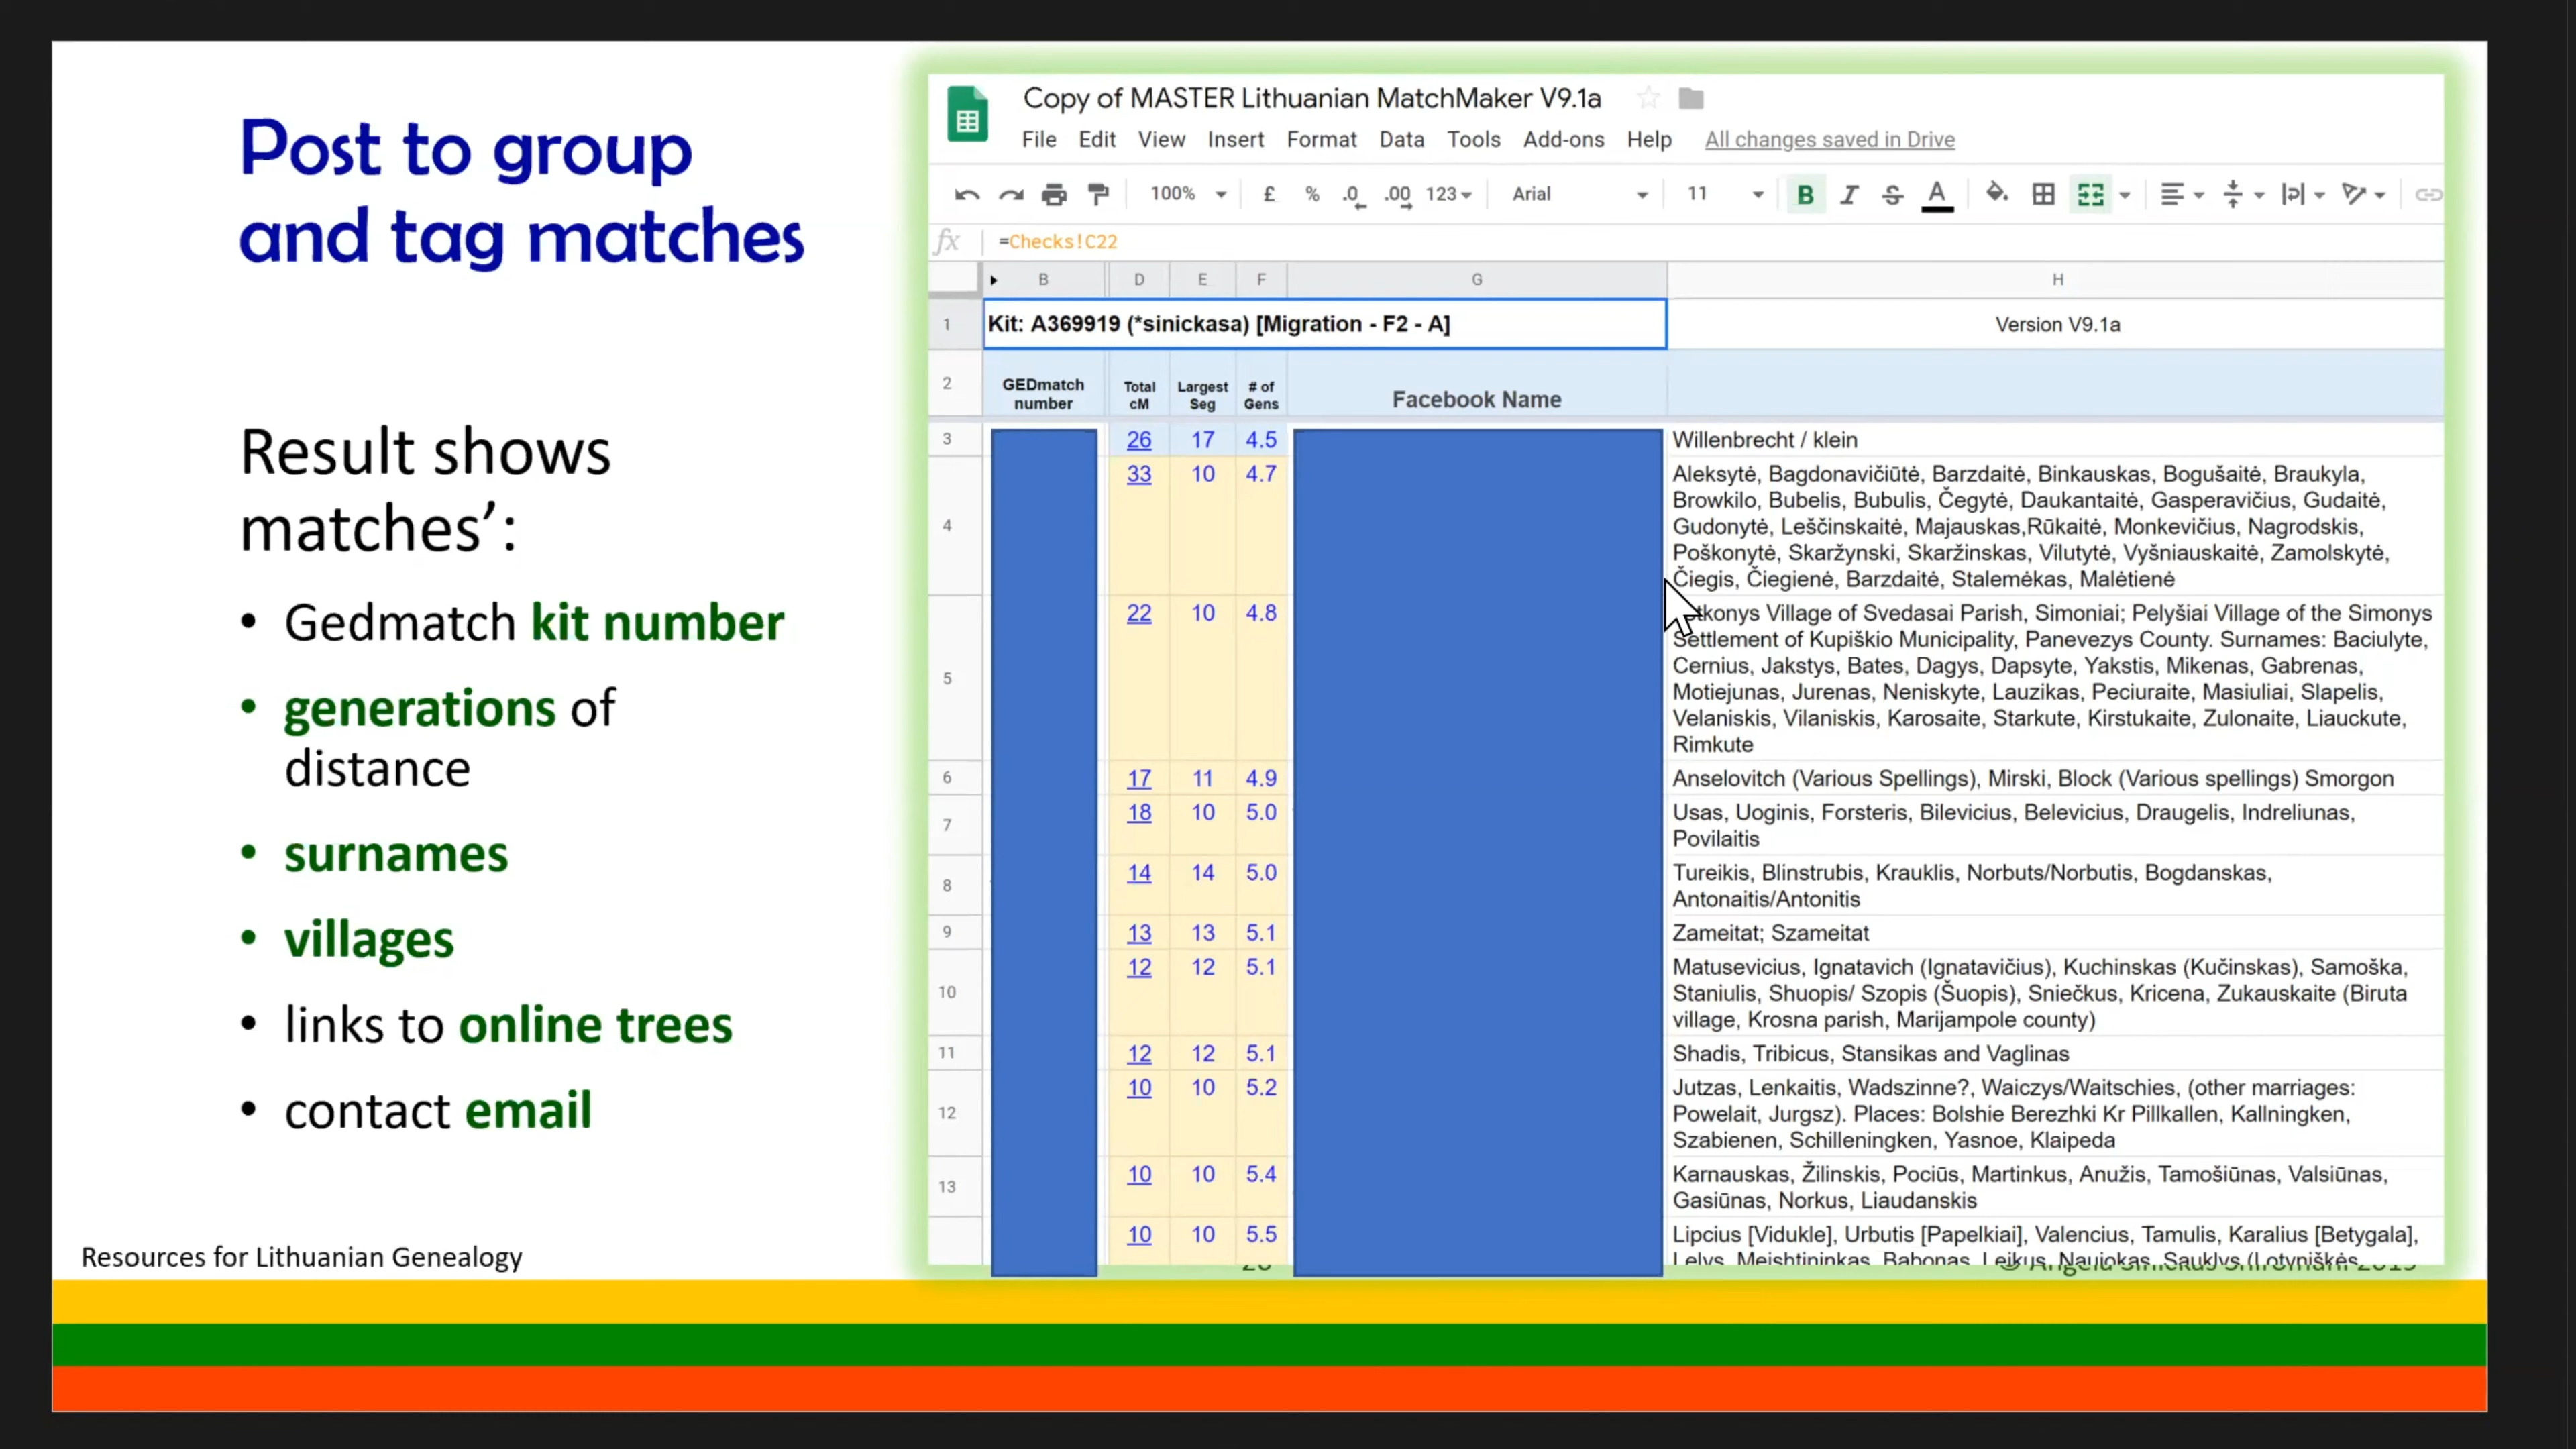 Post to group
and tag matches
Result shows
matches’:
• Gedmatch kit number
• generations of
distance
• surnames
• villages
• links to online trees
• contact email
Resources for Lithuanian Genealogy
Copy of MASTER Lithuanian MatchMaker V9.1a
File Edit View Insert Format Data Tools Add-ons Help All changes saved in Drive
100% £ % .0 .00 123 Arial 11 B I S A
fx =Checks!C22
B D E F G H
1 Kit: A369919 (*sinickasa) [Migration - F2 - A] Version V9.1a
2 GEDmatch number Total cM Largest Seg # of Gens Facebook Name
3 26 17 4.5 Willenbrecht / klein
4 33 10 4.7 Aleksytė, Bagdonavičiūtė, Barzdaitė, Binkauskas, Bogušaitė, Braukyla,
Browkilo, Bubelis, Bubulis, Čegytė, Daukantaitė, Gasperavičius, Gudaitė,
Gudonytė, Leščinskaitė, Majauskas,Rūkaitė, Monkevičius, Nagrodskis,
Poškonytė, Skaržynski, Skaržinskas, Vilutytė, Vyšniauskaitė, Zamolskytė,
Čiegis, Čiegienė, Barzdaitė, Stalemėkas, Malėtienė
5 22 10 4.8 Village of Svedasai Parish, Simoniai; Pelyšiai Village of the Simonys
Settlement of Kupiškio Municipality, Panevezys County. Surnames: Baciulyte,
Cernius, Jakstys, Bates, Dagys, Dapsyte, Yakstis, Mikenas, Gabrenas,
Motiejunas, Jurenas, Neniskyte, Lauzikas, Peciuraite, Masiuliai, Slapelis,
Velaniskis, Vilaniskis, Karosaite, Starkute, Kirstukaite, Zulonaite, Liauckute,
Rimkute
6 17 11 4.9 Anselovitch (Various Spellings), Mirski, Block (Various spellings) Smorgon
7 18 10 5.0 Usas, Uoginis, Forsteris, Bilevicius, Belevicius, Draugelis, Indreliunas,
Povilaitis
8 14 14 5.0 Tureikis, Blinstrubis, Krauklis, Norbuts/Norbutis, Bogdanskas,
Antonaitis/Antonitis
9 13 13 5.1 Zameitat; Szameitat
10 12 12 5.1 Matusevicius, Ignatavich (Ignatavičius), Kuchinskas (Kučinskas), Samoška,
Staniulis, Shuopis/ Szopis (Šuopis), Sniečkus, Kricena, Zukauskaite (Biruta
village, Krosna parish, Marijampole county)
11 12 12 5.1 Shadis, Tribicus, Stansikas and Vaglinas
12 10 10 5.2 Jutzas, Lenkaitis, Wadszinne?, Waiczys/Waitschies, (other marriages:
Powelait, Jurgsz). Places: Bolshie Berezhki Kr Pillkallen, Kallningken,
Szabienen, Schilleningken, Yasnoe, Klaipeda
13 10 10 5.4 Karnauskas, Žilinskis, Pociūs, Martinkus, Anužis, Tamošiūnas, Valsiūnas,
Gasiūnas, Norkus, Liaudanskis
10 10 5.5 Lipcius [Vidukle], Urbutis [Papelkiai], Valencius, Tamulis, Karalius [Betygala],